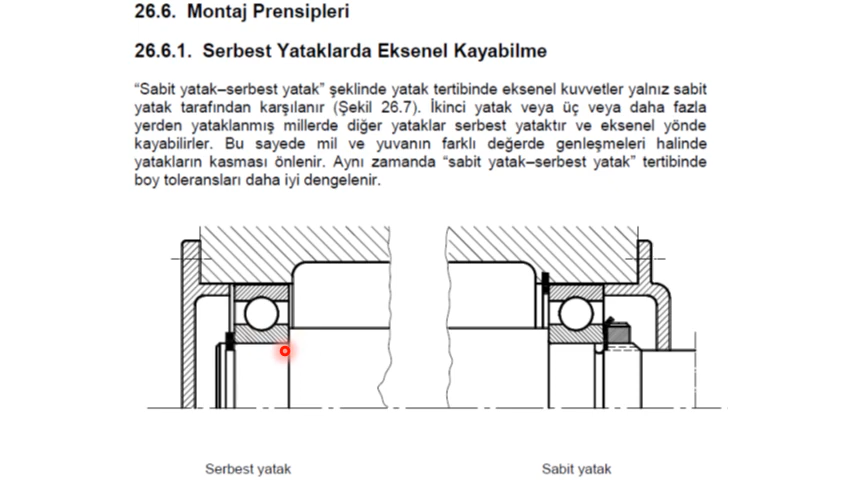 26.6. Montaj Prensipleri
26.6.1. Serbest Yataklarda Eksenel Kayabilme
“Sabit yatak–serbest yatak” şeklinde yatak tertibinde eksenel kuvvetler yalnız sabit
yatak tarafından karşılanır (Şekil 26.7). İkinci yatak veya üç veya daha fazla
yerden yataklanmış millerde diğer yataklar serbest yataktır ve eksenel yönde
kayabilirler. Bu sayede mil ve yuvanın farklı değerde genleşmeleri halinde
yatakların kasması önlenir. Aynı zamanda “sabit yatak–serbest yatak” tertibinde
boy toleransları daha iyi dengelenir.
Serbest yatak
Sabit yatak